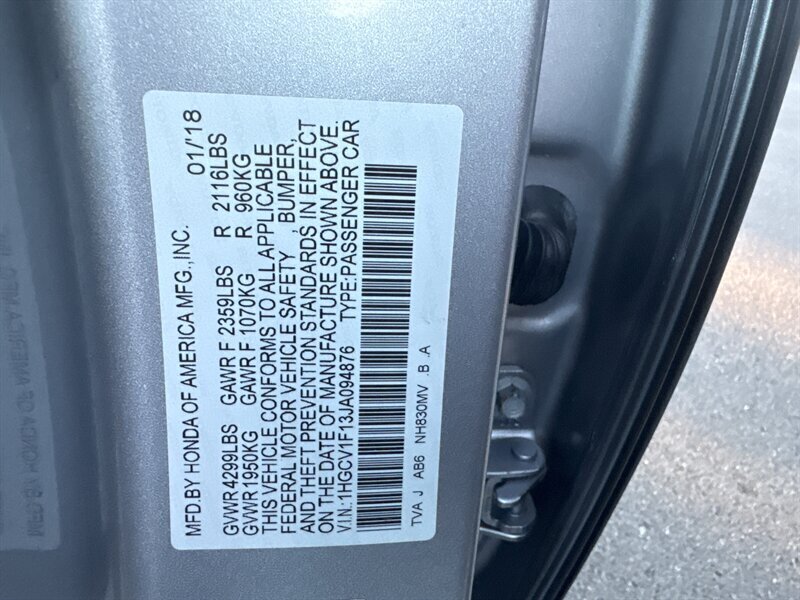 MFD.BY HONDA OF AMERICA MFG.,INC. 01/'18
GVWR4299LBS GAWR F 2359LBS R 2116LBS
GVWR1950KG GAWR F 1070KG R 960KG
THIS VEHICLE CONFORMS TO ALL APPLICABLE
FEDERAL MOTOR VEHICLE SAFETY , BUMPER,
AND THEFT PREVENTION STANDARDS IN EFFECT
ON THE DATE OF MANUFACTURE SHOWN ABOVE.
V.I.N.:1HGCV1F13JA094876 TYPE:PASSENGER CAR
TVA J AB6 NH830MV .B .A